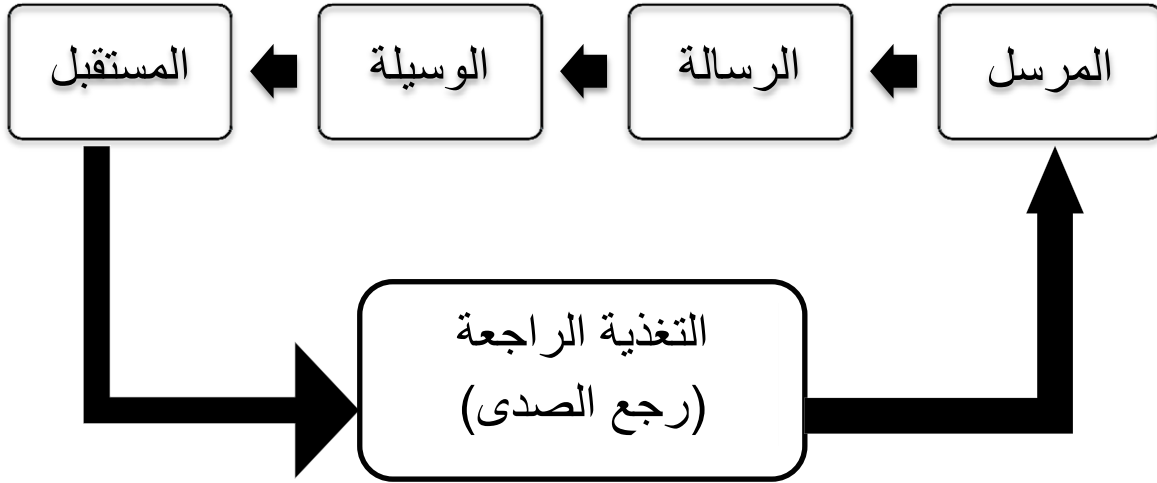 المرسل
الرسالة
الوسيلة
المستقبل
التغذية الراجعة
(رجع الصدى)